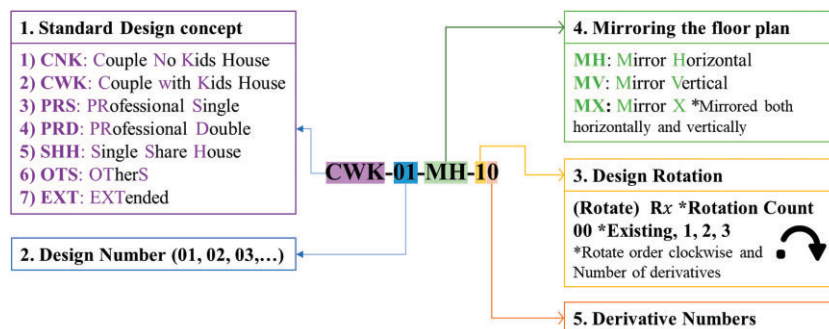 1. Standard Design concept
1) CNK: Couple No Kids House
2) CWK: Couple with Kids House
3) PRS: PRofessional Single
4) PRD: PRofessional Double
5) SHH: Single Share House
6) OTS: OTherS
7) EXT: EXTended
2. Design Number (01, 02, 03,…)
CWK-01-MH-10
4. Mirroring the floor plan
MH: Mirror Horizontal
MV: Mirror Vertical
MX: Mirror X *Mirrored both
horizontally and vertically
3. Design Rotation
(Rotate) Rx *Rotation Count
00 *Existing, 1, 2, 3
*Rotate order clockwise and
Number of derivatives
5. Derivative Numbers